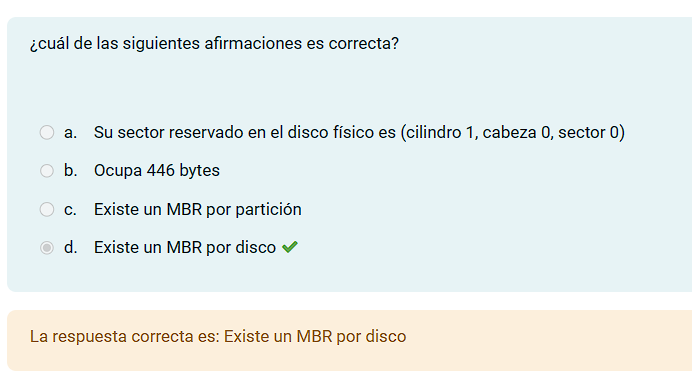 ¿cuál de las siguientes afirmaciones es correcta?
a. Su sector reservado en el disco físico es (cilindro 1, cabeza 0, sector 0)
b. Ocupa 446 bytes
c. Existe un MBR por partición
d. Existe un MBR por disco
La respuesta correcta es: Existe un MBR por disco